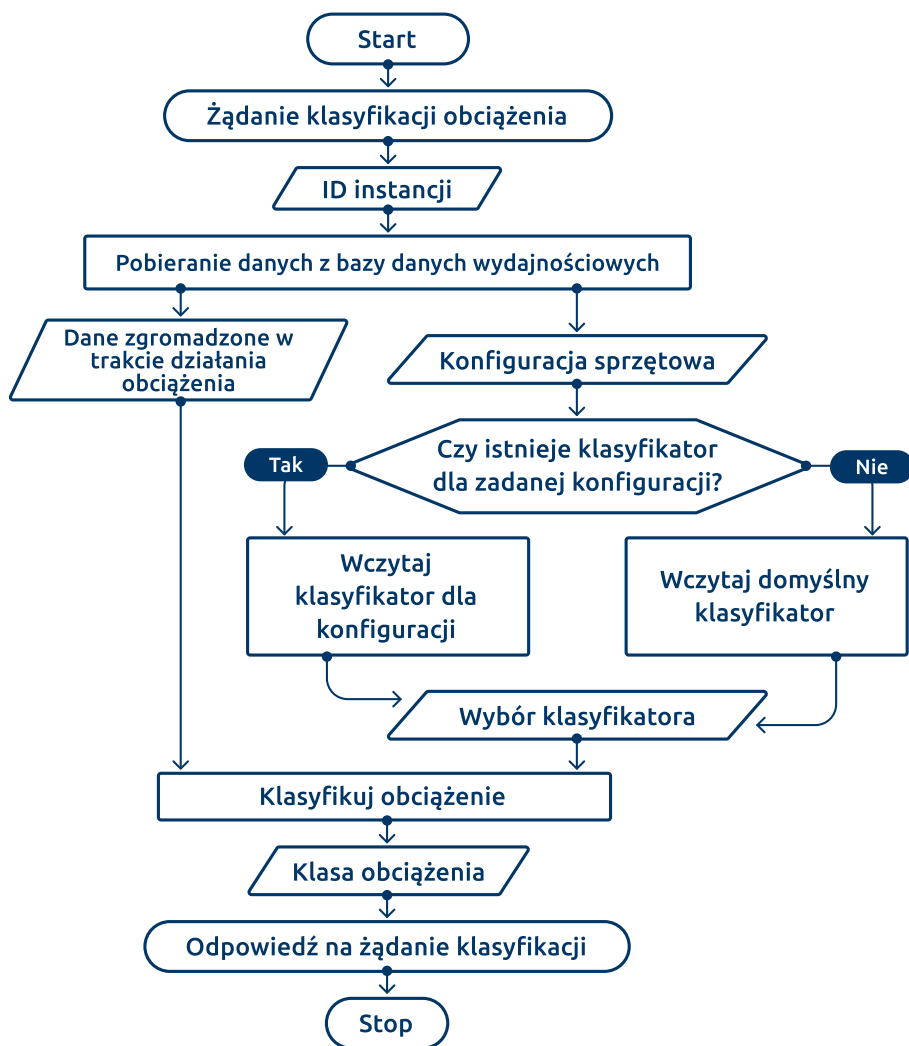 Start
Żądanie klasyfikacji obciążenia
ID instancji
Pobieranie danych z bazy danych wydajnościowych
Dane zgromadzone w
trakcie działania
obciążenia
Konfiguracja sprzętowa
Czy istnieje klasyfikator
dla zadanej konfiguracji?
Tak
Nie
Wczytaj
klasyfikator dla
konfiguracji
Wczytaj domyślny
klasyfikator
Wybór klasyfikatora
Klasyfikuj obciążenie
Klasa obciążenia
Odpowiedź na żądanie klasyfikacji
Stop